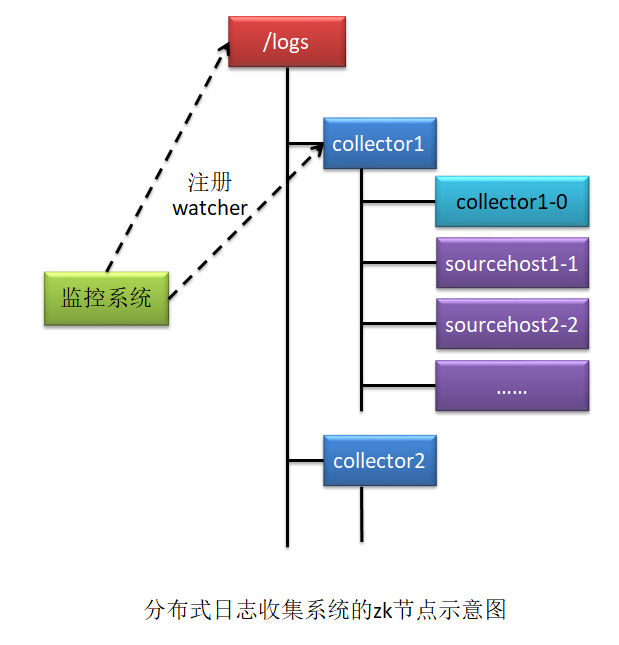 /logs
collector1
注册
watcher
collector1-0
sourcehost1-1
监控系统
sourcehost2-2
……
collector2
分布式日志收集系统的zk节点示意图